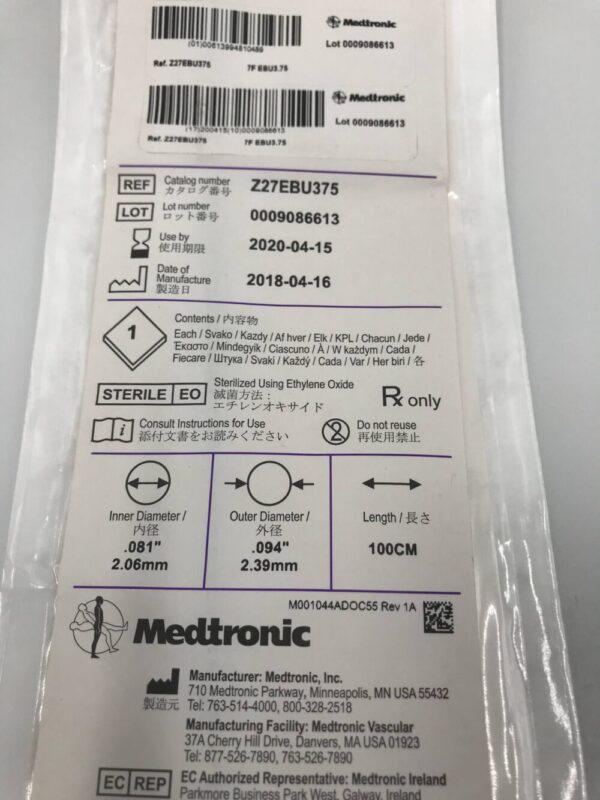 Medtronic
(01)00613994810489
Lot 0009086613
Ref. Z27EBU375 7F EBU3.75
Medtronic
(17)200415(10)0009086613
Lot 0009086613
Ref. Z27EBU375 7F EBU3.75
REF Catalog number Z27EBU375
カタログ番号
LOT Lot number 0009086613
ロット番号
Use by 2020-04-15
使用期限
Date of
Manufacture 2018-04-16
製造日
Contents / 内容物
1
Each / Svako / Kazdy / Af hver / Elk / KPL / Chacun / Jede /
Έκαστο / Mindegyik / Ciascuno / Á / W każdym / Cada /
Fiecare / Штука / Svaki / Každý / Cada / Var / Her biri / 各
STERILE EO Sterilized Using Ethylene Oxide
滅菌方法:
エチレンオキサイド
Rx only
i Consult Instructions for Use
添付文書をお読みください
2 Do not reuse
再使用禁止
Inner Diameter /
内径
.081"
2.06mm
Outer Diameter /
外径
.094"
2.39mm
Length / 長さ
100CM
M001044ADOC55 Rev 1A
Medtronic
Manufacturer: Medtronic, Inc.
710 Medtronic Parkway, Minneapolis, MN USA 55432
製造元 Tel: 763-514-4000, 800-328-2518
Manufacturing Facility: Medtronic Vascular
37A Cherry Hill Drive, Danvers, MA USA 01923
Tel: 877-526-7890, 763-526-7890
EC REP EC Authorized Representative: Medtronic Ireland
Parkmore Business Park West, Galway, Ireland